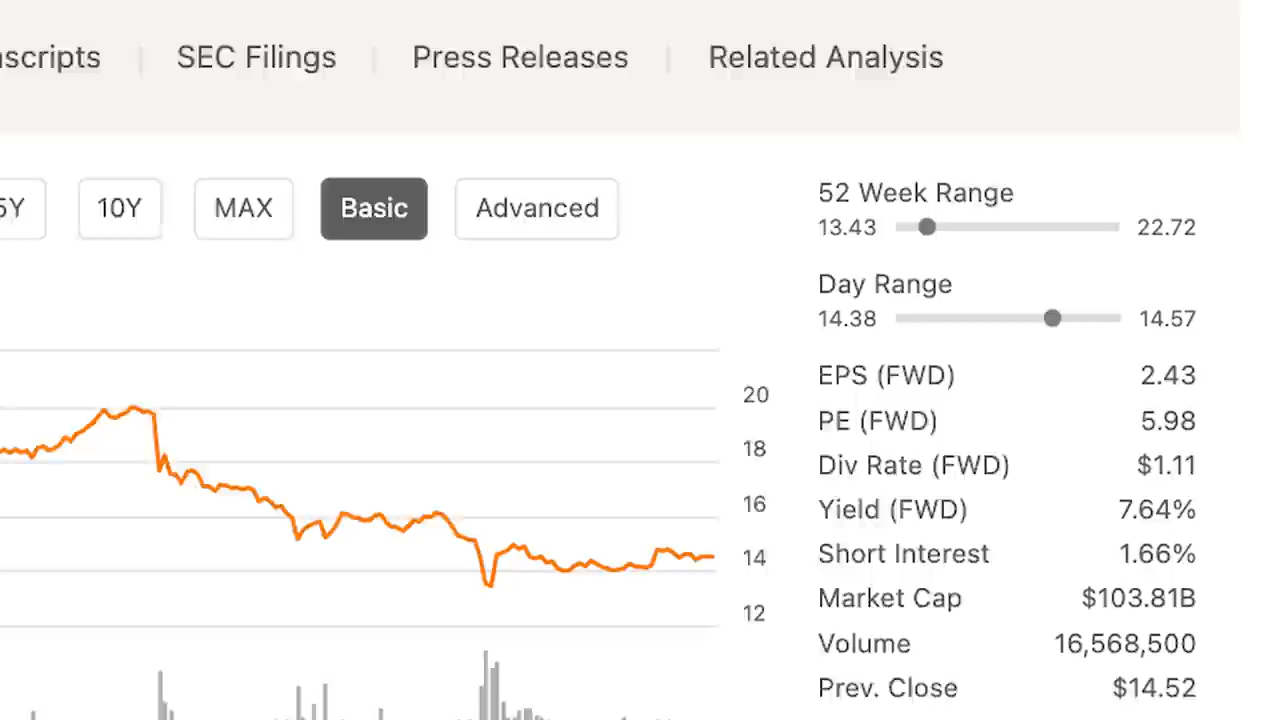 SEC Filings Press Releases Related Analysis
10Y MAX Basic Advanced
52 Week Range
13.43 22.72
Day Range
14.38 14.57
EPS (FWD) 2.43
PE (FWD) 5.98
Div Rate (FWD) $1.11
Yield (FWD) 7.64%
Short Interest 1.66%
Market Cap $103.81B
Volume 16,568,500
Prev. Close $14.52
20
18
16
14
12